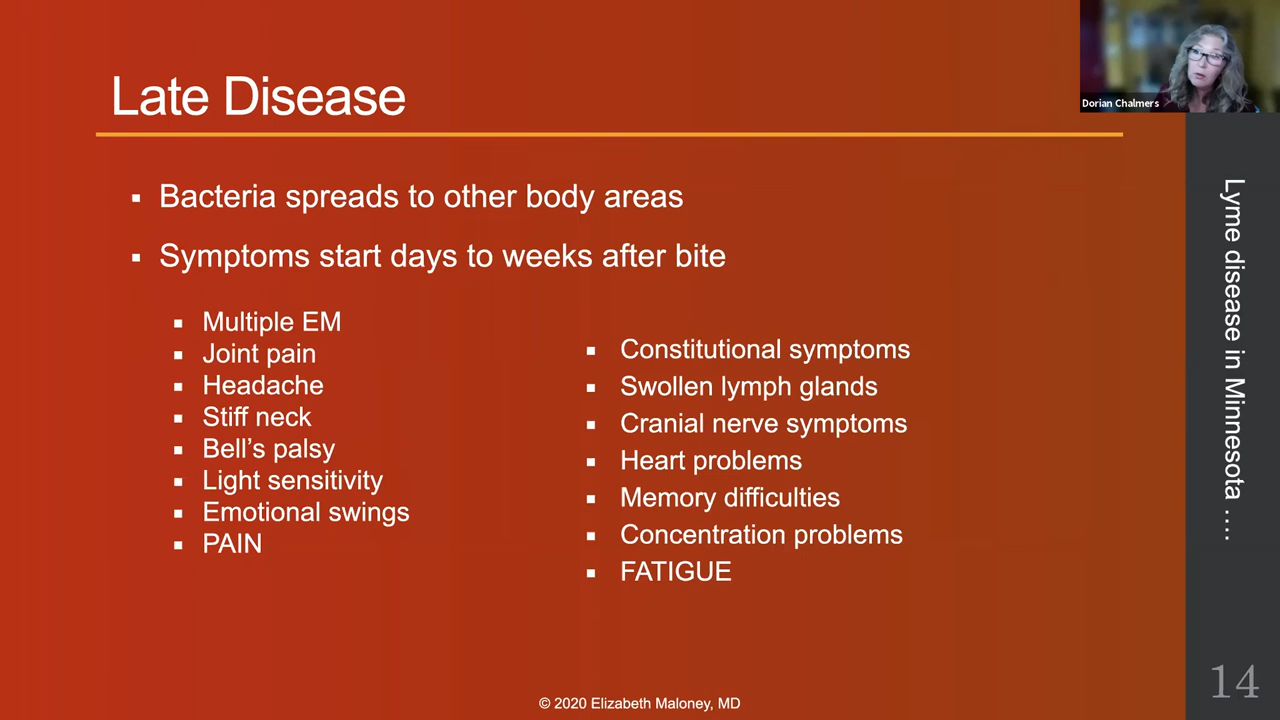 Late Disease
Dorian Chalmers
Bacteria spreads to other body areas
Symptoms start days to weeks after bite
Multiple EM
Joint pain
Headache
Stiff neck
Bell’s palsy
Light sensitivity
Emotional swings
PAIN
Constitutional symptoms
Swollen lymph glands
Cranial nerve symptoms
Heart problems
Memory difficulties
Concentration problems
FATIGUE
Lyme disease in Minnesota ....
14
© 2020 Elizabeth Maloney, MD